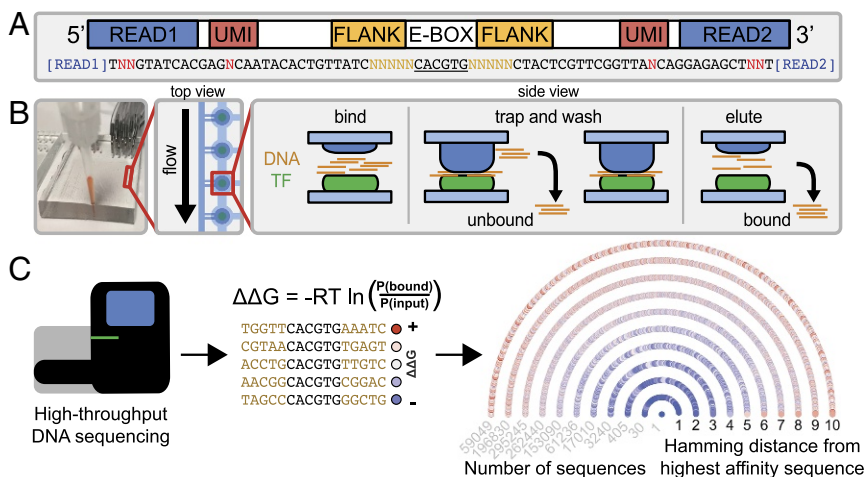 A
5’ READ1 UMI FLANK E-BOX FLANK UMI READ2 3’
[READ1]TNNGTATCACGAGNCAATACACTGTTATCNNNNNCACGTGNNNNNCTACTCGTTCGGTTANCAGGAGAGCTNNT[READ2]
B
top view
side view
flow
bind
trap and wash
elute
DNA
TF
unbound
bound
C
High-throughput
DNA sequencing
ΔΔG = -RT ln(P(bound)/P(input))
TGGTTCACGTGAAATC
CGTAACACGTGTGAGT
ACCTGCACGTGTTGTC
AACGGCACGTGCGGAC
TAGCCCACGTGGGCTG
+
ΔΔG
-
59049 196830 295245 262440 153090 61236 17010 3240 405 30 1
1 2 3 4 5 6 7 8 9 10
Number of sequences
Hamming distance from
highest affinity sequence